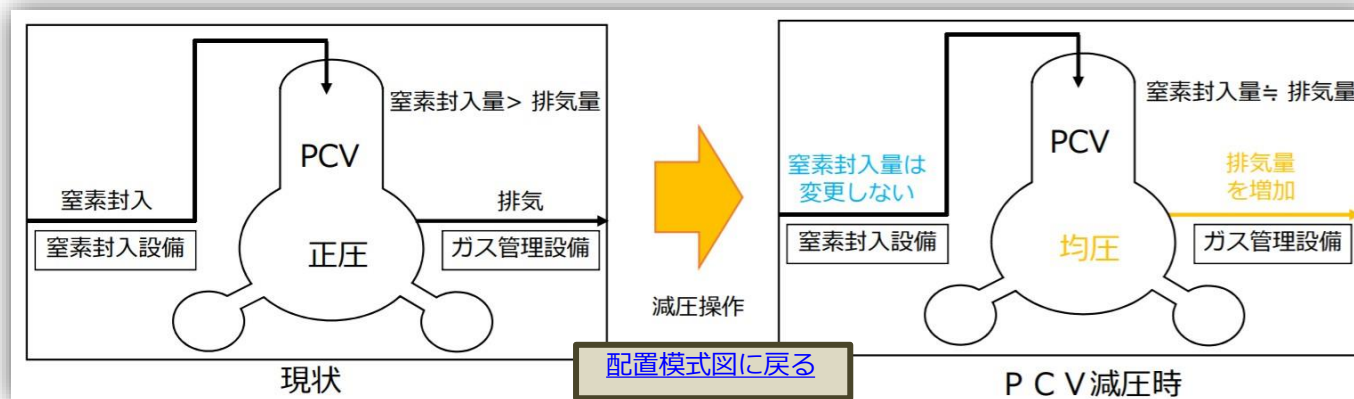 窒素封入量> 排気量
PCV
窒素封入
排気
窒素封入設備
正圧
ガス管理設備
現状
減圧操作
配置模式図に戻る
窒素封入量≒ 排気量
PCV
窒素封入量は
変更しない
排気量
を増加
窒素封入設備
均圧
ガス管理設備
ＰＣＶ減圧時